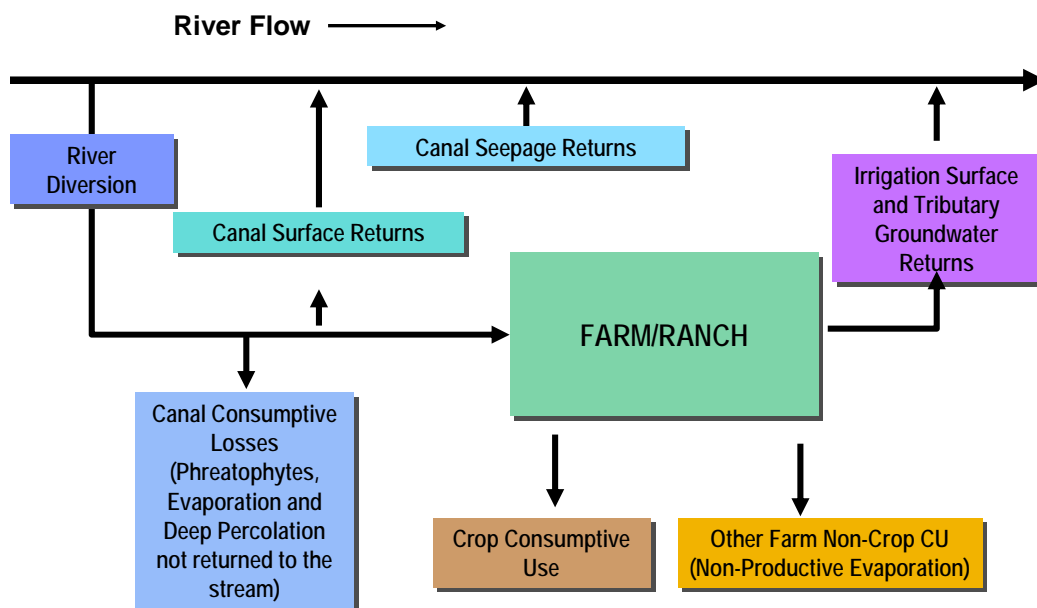 River Flow
River
Diversion
Canal Seepage Returns
Irrigation Surface
and Tributary
Groundwater
Returns
Canal Surface Returns
FARM/RANCH
Canal Consumptive
Losses
(Phreatophytes,
Evaporation and
Deep Percolation
not returned to the
stream)
Crop Consumptive
Use
Other Farm Non-Crop CU
(Non-Productive Evaporation)